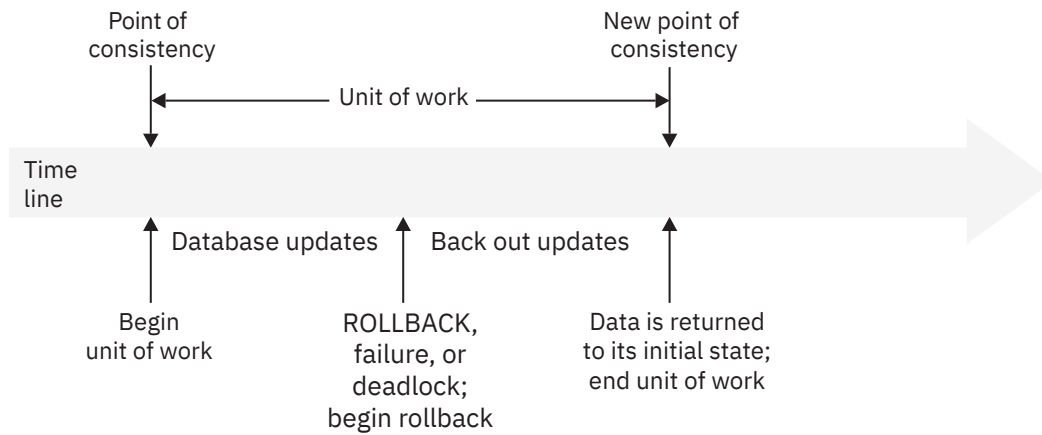 Point of
consistency
New point of
consistency
Unit of work
Time
line
Database updates
Back out updates
Begin
unit of work
ROLLBACK,
failure, or
deadlock;
begin rollback
Data is returned
to its initial state;
end unit of work